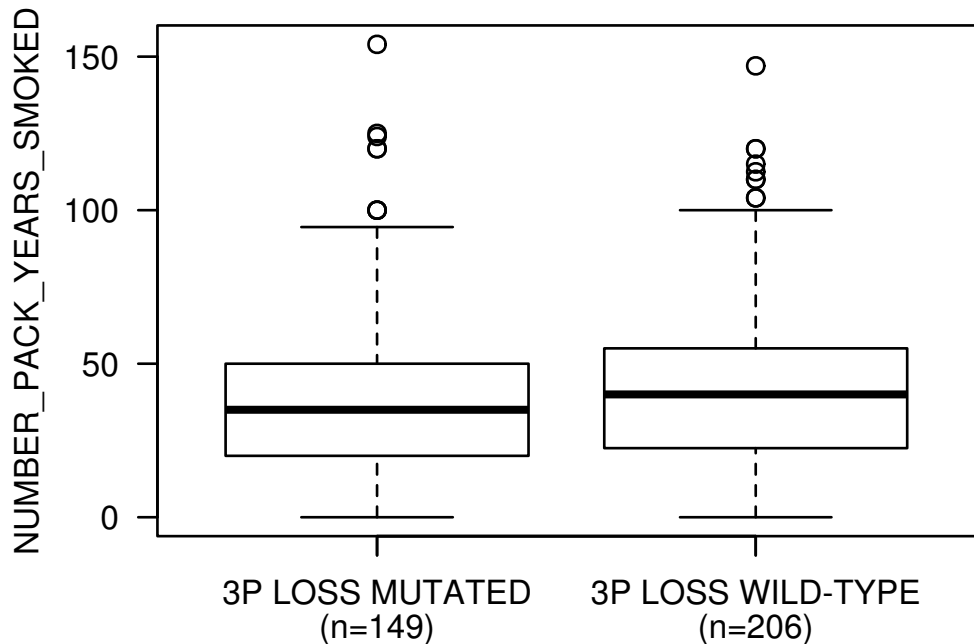 NUMBER_PACK_YEARS_SMOKED
150
100
50
0
3P LOSS MUTATED
(n=149)
3P LOSS WILD-TYPE
(n=206)